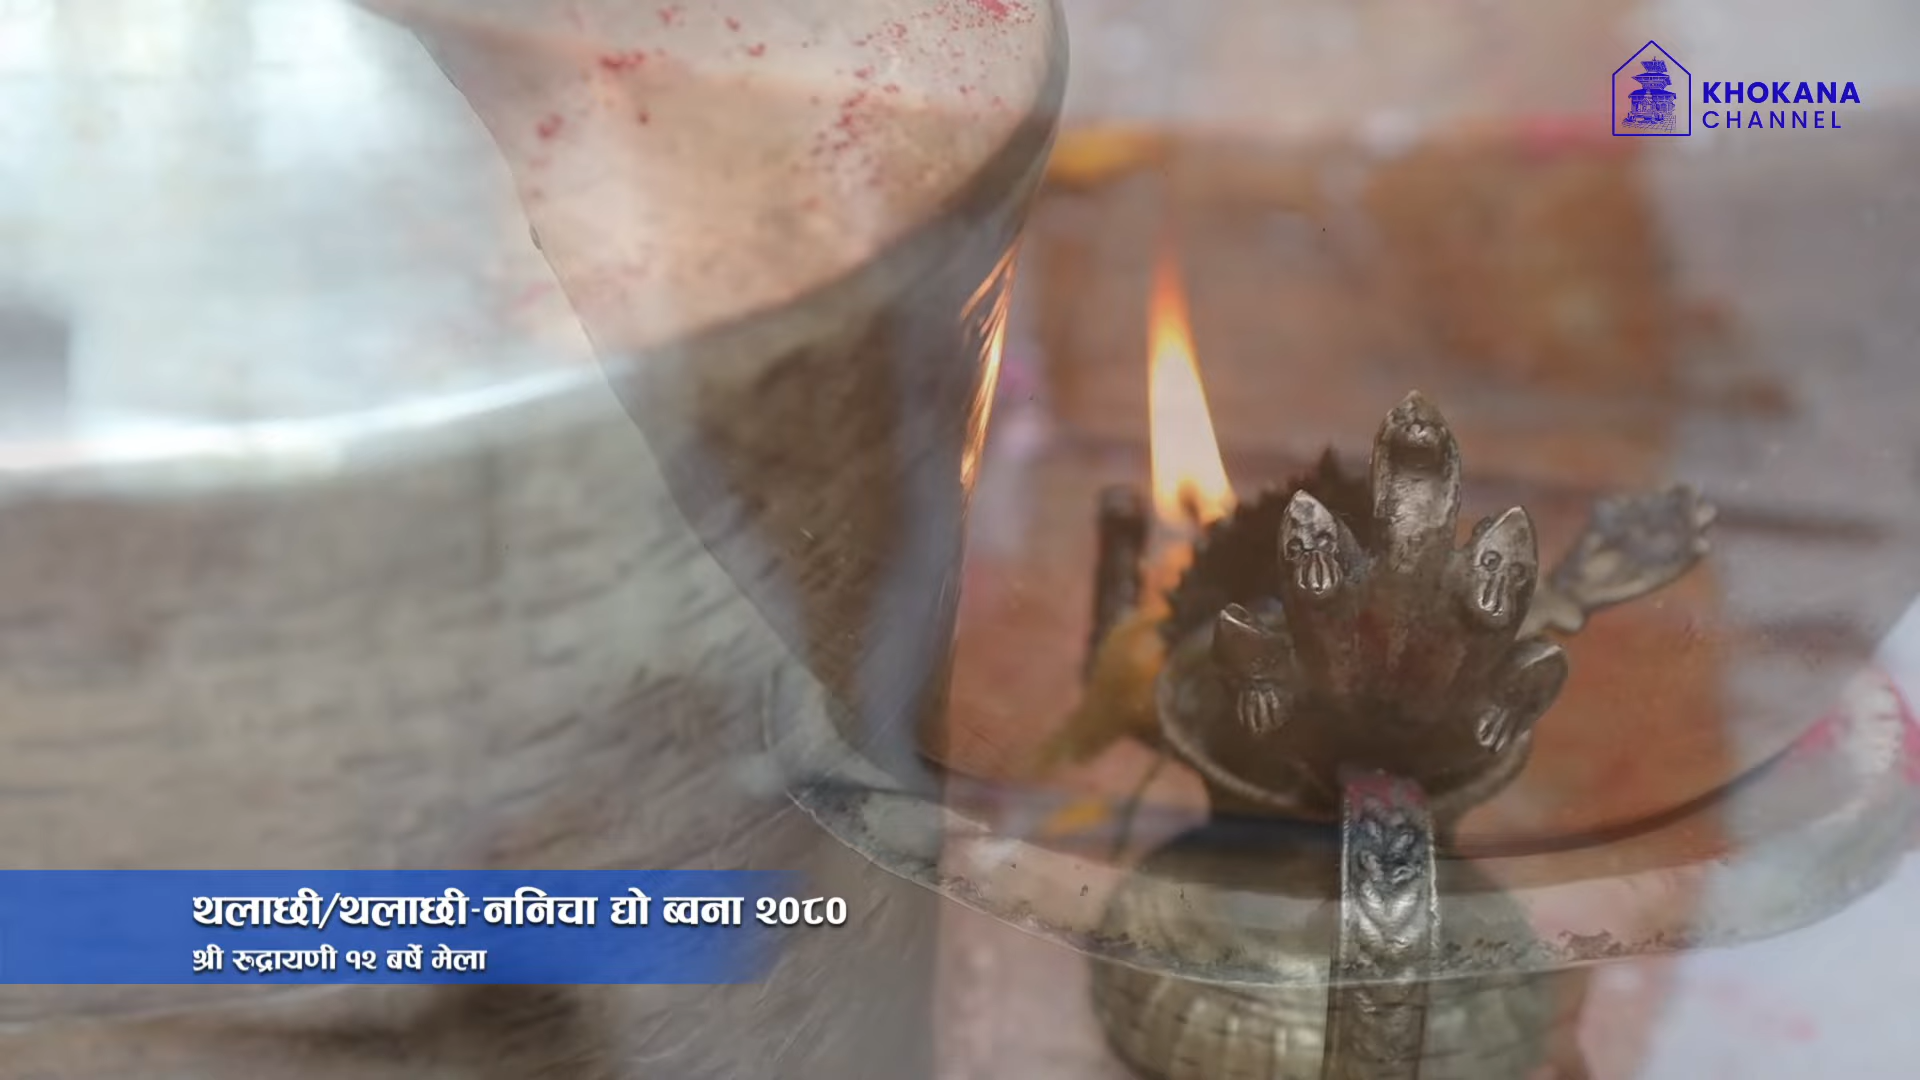 KHOKANA
CHANNEL
थलाछी/थलाछी-ननिचा द्यो ब्वना २०८०
श्री रूद्रायणी १२ बर्षे मेला